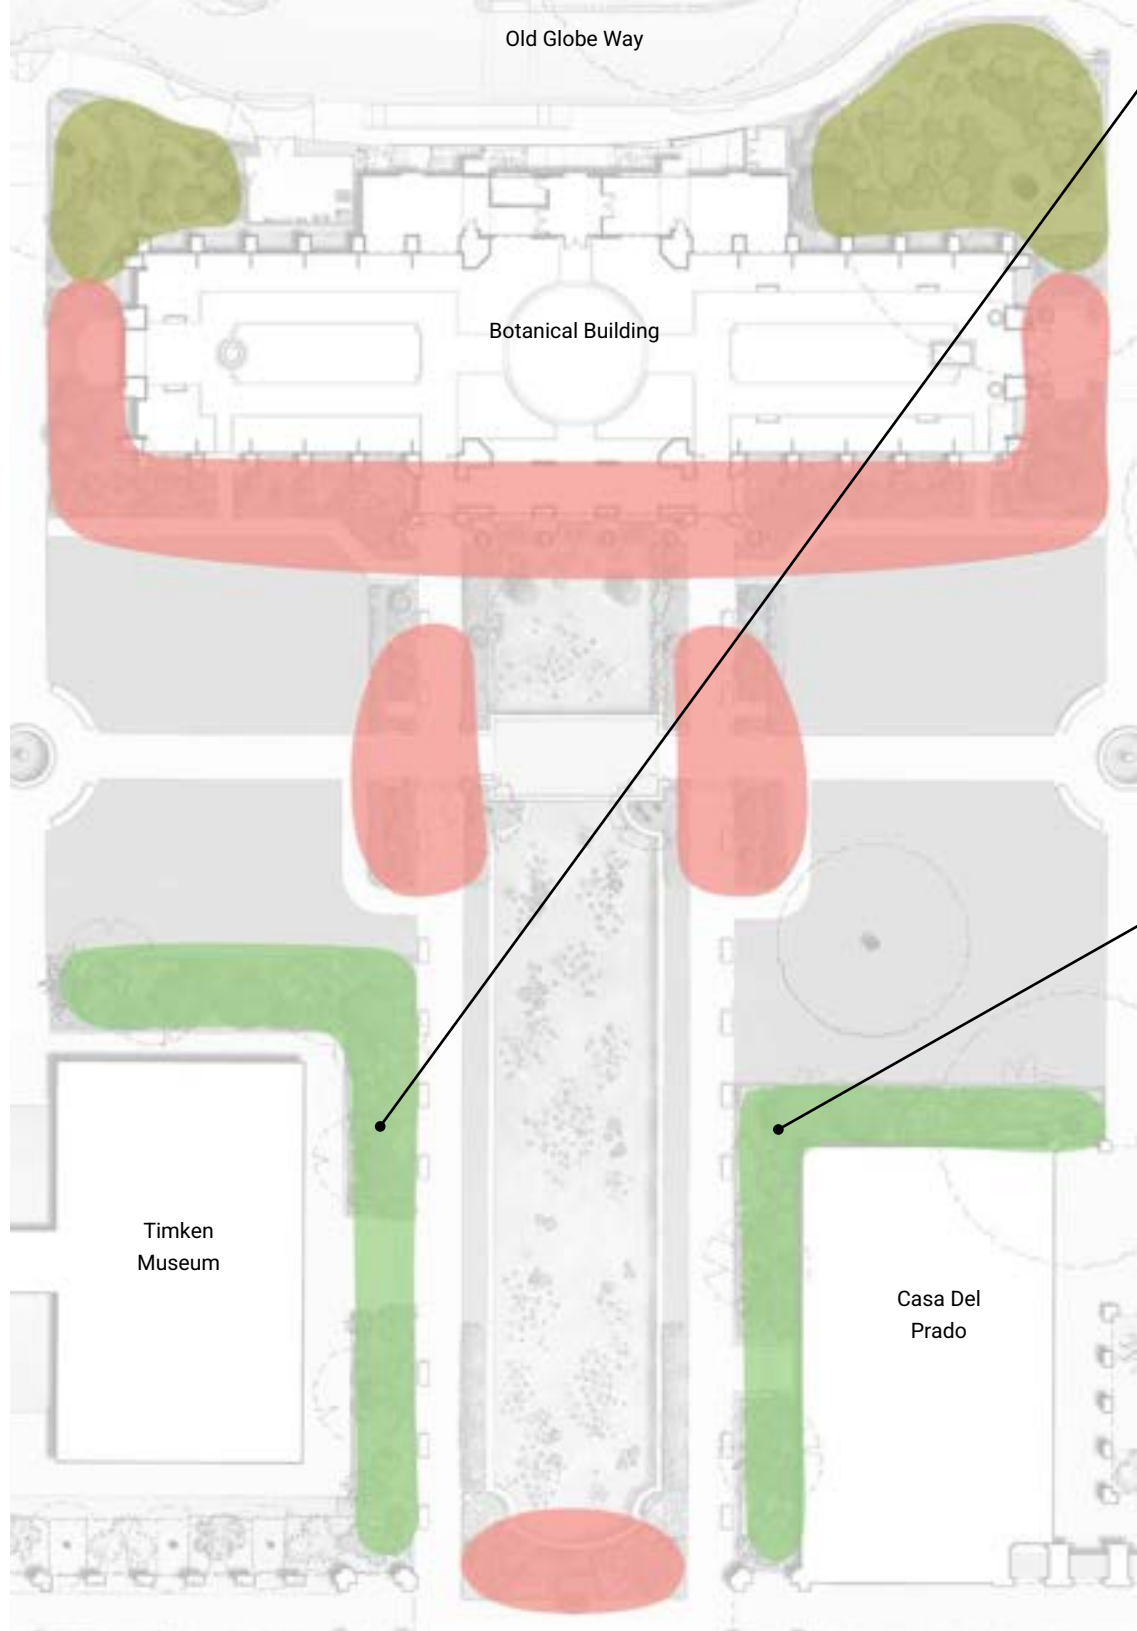 Old Globe Way
Botanical Building
Timken
Museum
Casa Del
Prado